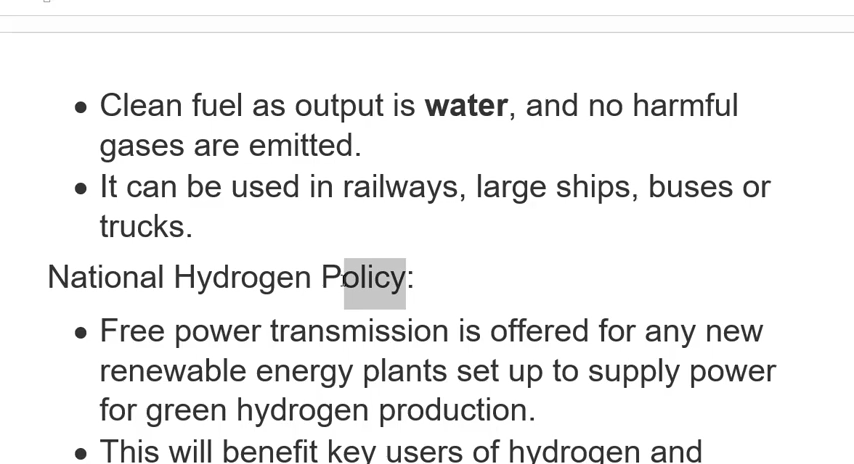 Clean fuel as output is water, and no harmful
gases are emitted.
It can be used in railways, large ships, buses or
trucks.
National Hydrogen Policy:
Free power transmission is offered for any new
renewable energy plants set up to supply power
for green hydrogen production.
This will benefit key users of hydrogen and